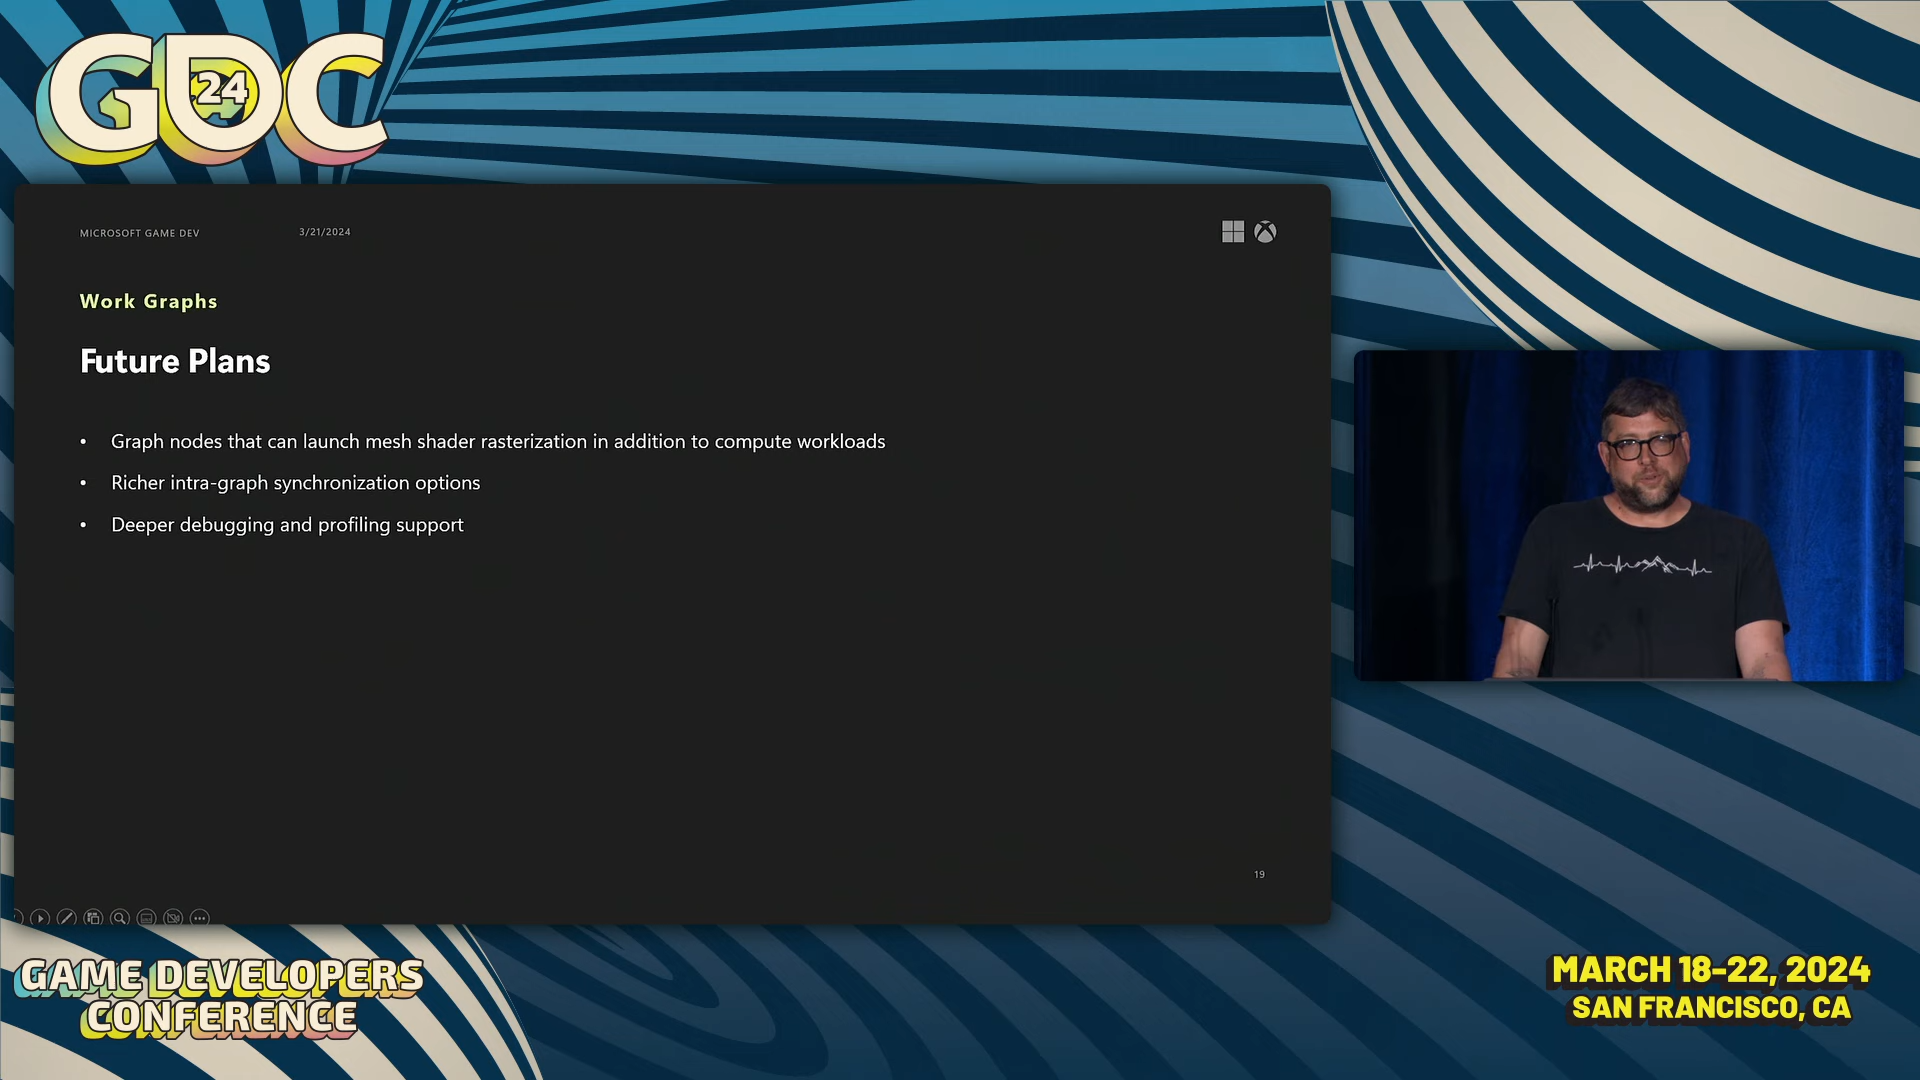 GDC
24
MICROSOFT GAME DEV 3/21/2024
Work Graphs
Future Plans
• Graph nodes that can launch mesh shader rasterization in addition to compute workloads
• Richer intra-graph synchronization options
• Deeper debugging and profiling support
19
GAME DEVELOPERS
CONFERENCE
MARCH 18-22, 2024
SAN FRANCISCO, CA